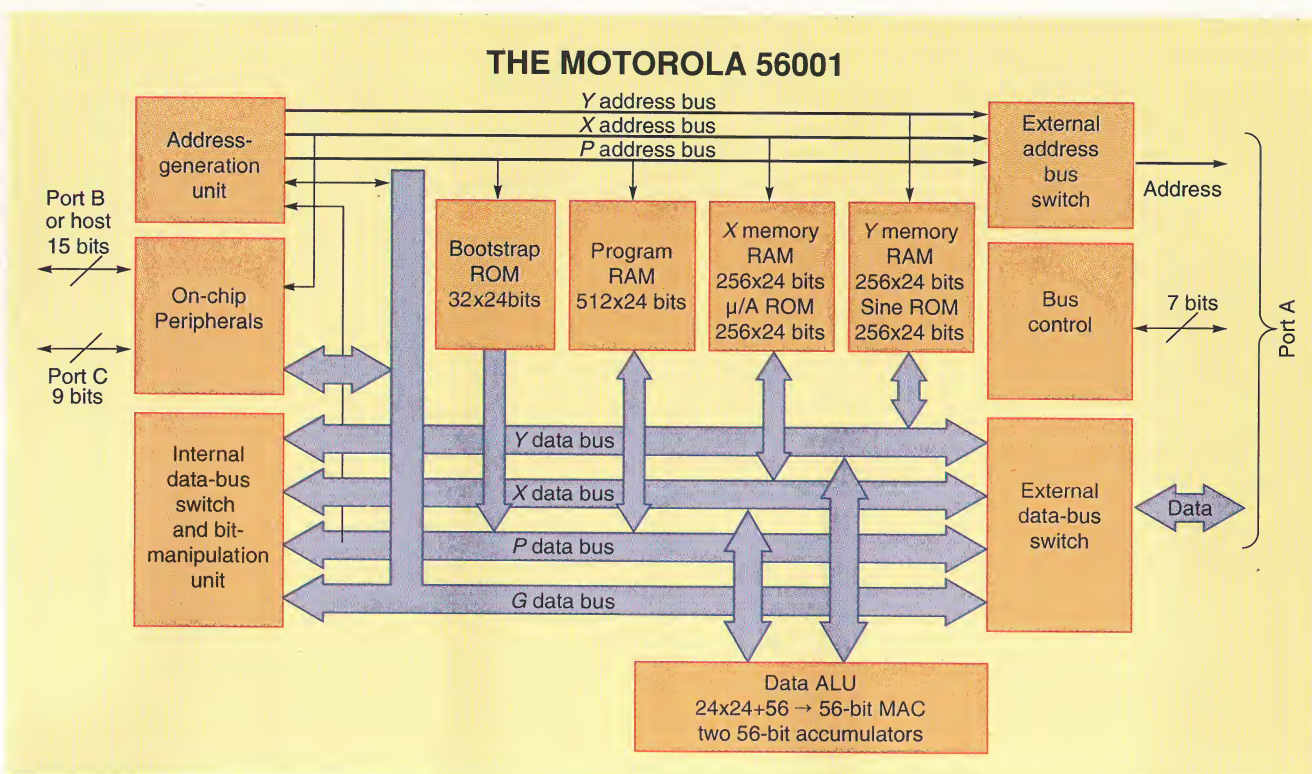 THE MOTOROLA 56001
Y address bus
X address bus
P address bus
Address-
generation
unit
External
address
bus
switch
Address
Port B
or host
15 bits
On-chip
Peripherals
Port C
9 bits
Bootstrap
ROM
32x24bits
Program
RAM
512x24 bits
X memory
RAM
256x24 bits
µ/A ROM
256x24 bits
Y memory
RAM
256x24 bits
Sine ROM
256x24 bits
Bus
control
7 bits
Port A
Internal
data-bus
switch
and bit-
manipulation
unit
Y data bus
X data bus
P data bus
G data bus
External
data-bus
switch
Data
Data ALU
24x24+56 → 56-bit MAC
two 56-bit accumulators